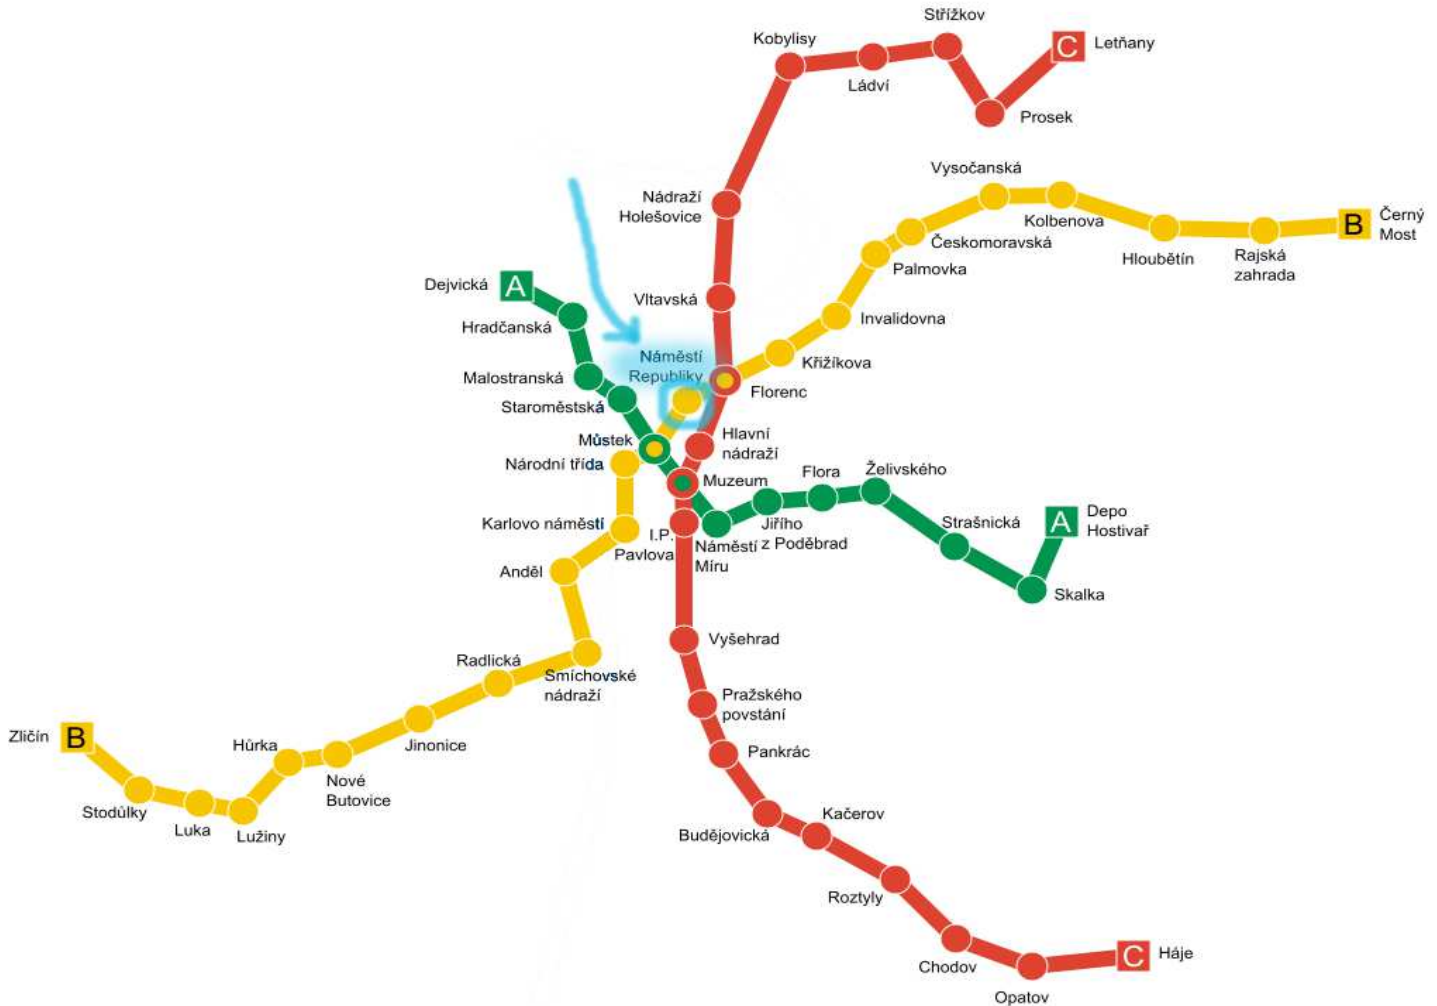 Střížkov
Kobylisy
C
Letňany
Ládví
Prosek
Vysočanská
Nádraží
Holešovice
Kolbenova
B
Černý
Most
Českomoravská
Hloubětín
Rajská
zahrada
Palmovka
Dejvická
A
Vltavská
Invalidovna
Hradčanská
Náměstí
Republiky
Křižíkova
Malostranská
Florenc
Staroměstská
Hlavní
nádraží
Můstek
Národní třída
Muzeum
Flora
Želivského
Karlovo náměstí
I.P.
Pavlova
Náměstí
Míru
Jiřího
z Poděbrad
Strašnická
A
Depo
Hostivař
Anděl
Skalka
Vyšehrad
Radlická
Smíchovské
nádraží
Pražského
povstání
Zličín
B
Hůrka
Jinonice
Pankrác
Nové
Butovice
Stodůlky
Luka
Lužiny
Budějovická
Kačerov
Roztyly
Chodov
C
Háje
Opatov